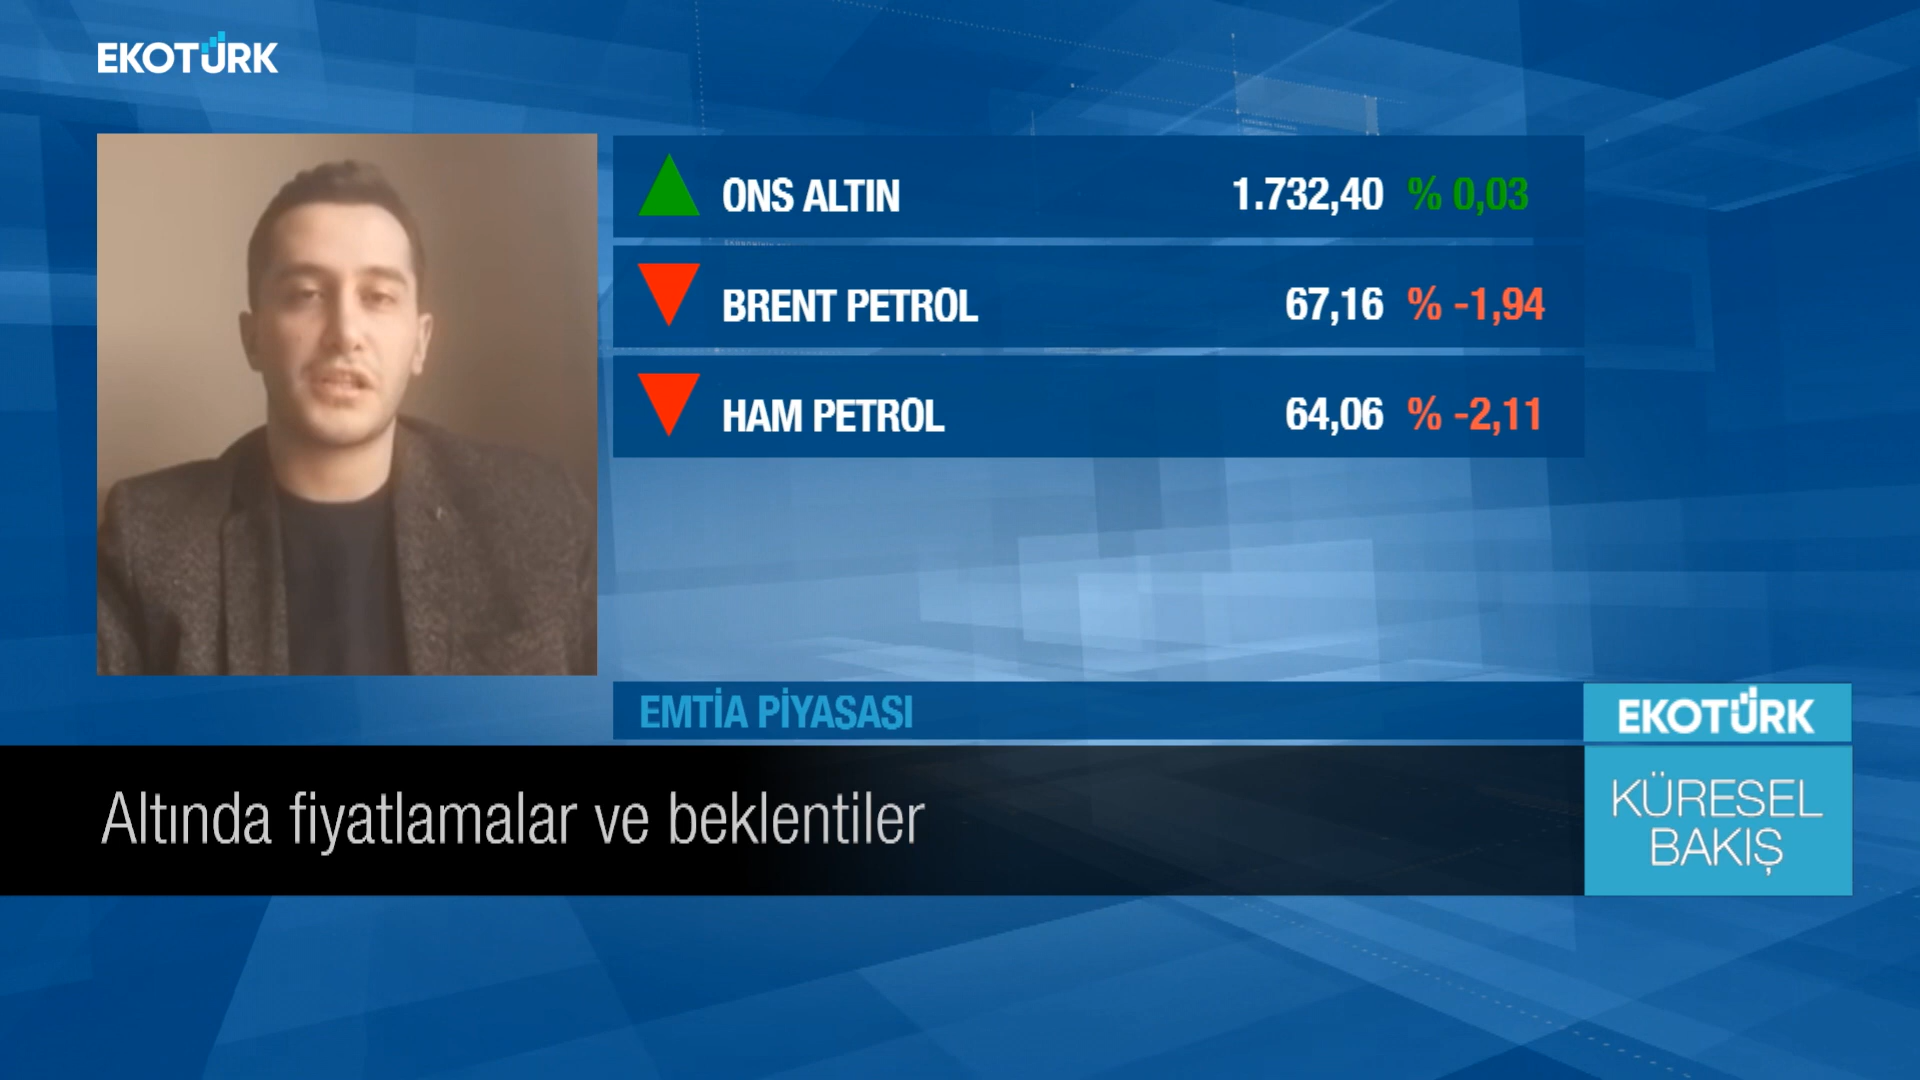 EKOTÜRK
ONS ALTIN 1.732,40 % 0,03
BRENT PETROL 67,16 % -1,94
HAM PETROL 64,06 % -2,11
EMTİA PİYASASI
EKOTÜRK
Altında fiyatlamalar ve beklentiler
KÜRESEL
BAKIŞ